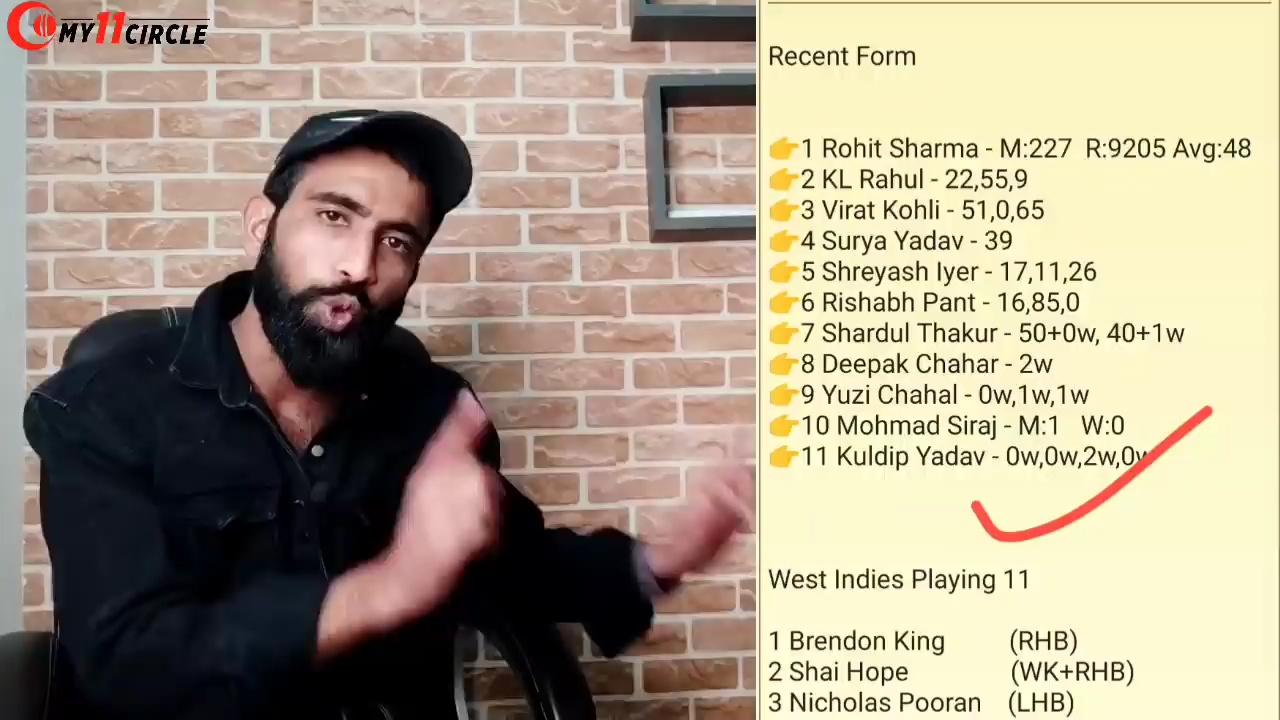 MY11CIRCLE
Recent Form
👉1 Rohit Sharma - M:227 R:9205 Avg:48
👉2 KL Rahul - 22,55,9
👉3 Virat Kohli - 51,0,65
👉4 Surya Yadav - 39
👉5 Shreyash Iyer - 17,11,26
👉6 Rishabh Pant - 16,85,0
👉7 Shardul Thakur - 50+0w, 40+1w
👉8 Deepak Chahar - 2w
👉9 Yuzi Chahal - 0w,1w,1w
👉10 Mohmad Siraj - M:1 W:0
👉11 Kuldip Yadav - 0w,0w,2w,0w
West Indies Playing 11
1 Brendon King (RHB)
2 Shai Hope (WK+RHB)
3 Nicholas Pooran (LHB)